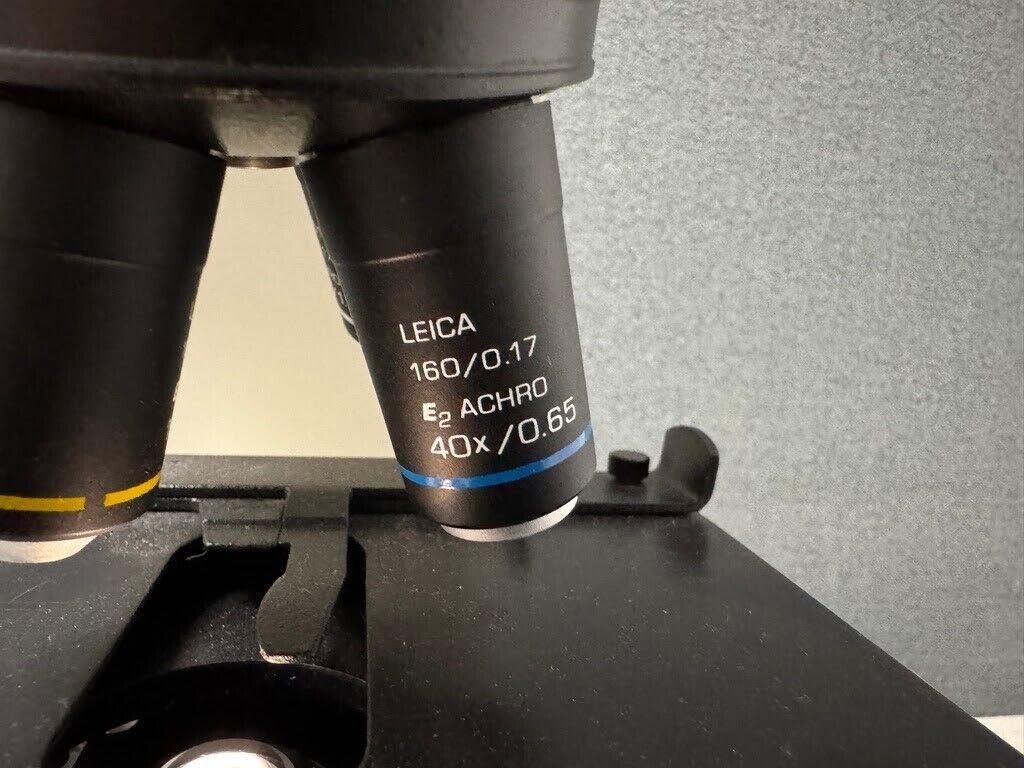 LEICA
160/0.17
E₂ ACHRO
40x/0.65